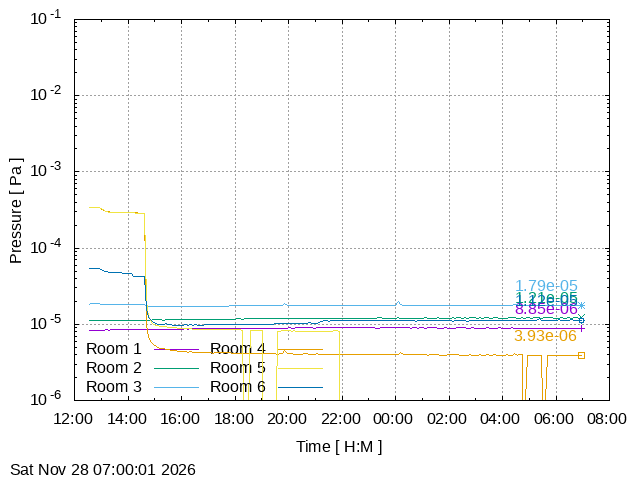 10^-1
10^-2
10^-3
10^-4
10^-5
10^-6
Pressure [ Pa ]
1.79e-05
8.85e-06
3.93e-06
Room 1 Room 4
Room 2 Room 5
Room 3 Room 6
12:00 14:00 16:00 18:00 20:00 22:00 00:00 02:00 04:00 06:00 08:00
Time [ H:M ]
Sat Nov 28 07:00:01 2026